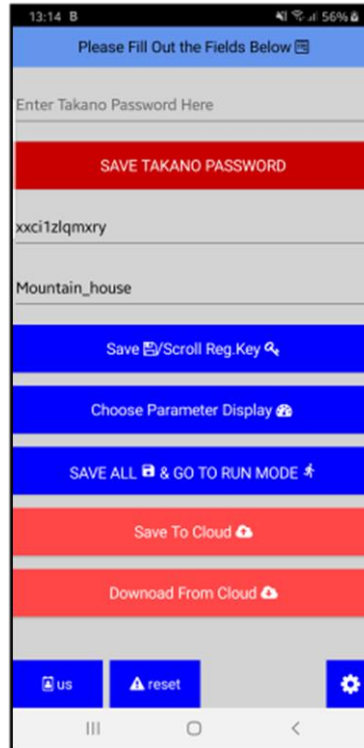 13:14 B 56%
Please Fill Out the Fields Below
Enter Takano Password Here
SAVE TAKANO PASSWORD
xxci1zlqmxry
Mountain_house
Save /Scroll Reg.Key
Choose Parameter Display
SAVE ALL & GO TO RUN MODE
Save To Cloud
Downoad From Cloud
us reset